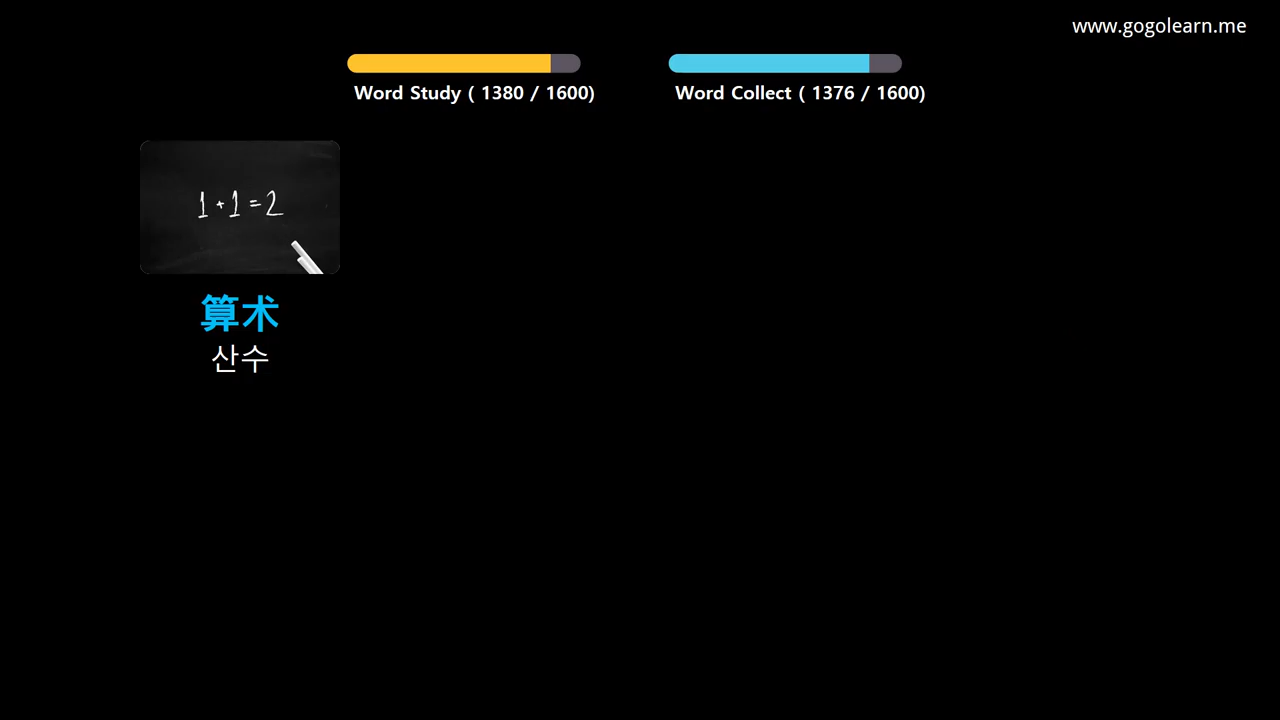 www.gogolearn.me
Word Study ( 1380 / 1600)
Word Collect ( 1376 / 1600)
1+1=2
算术
산수